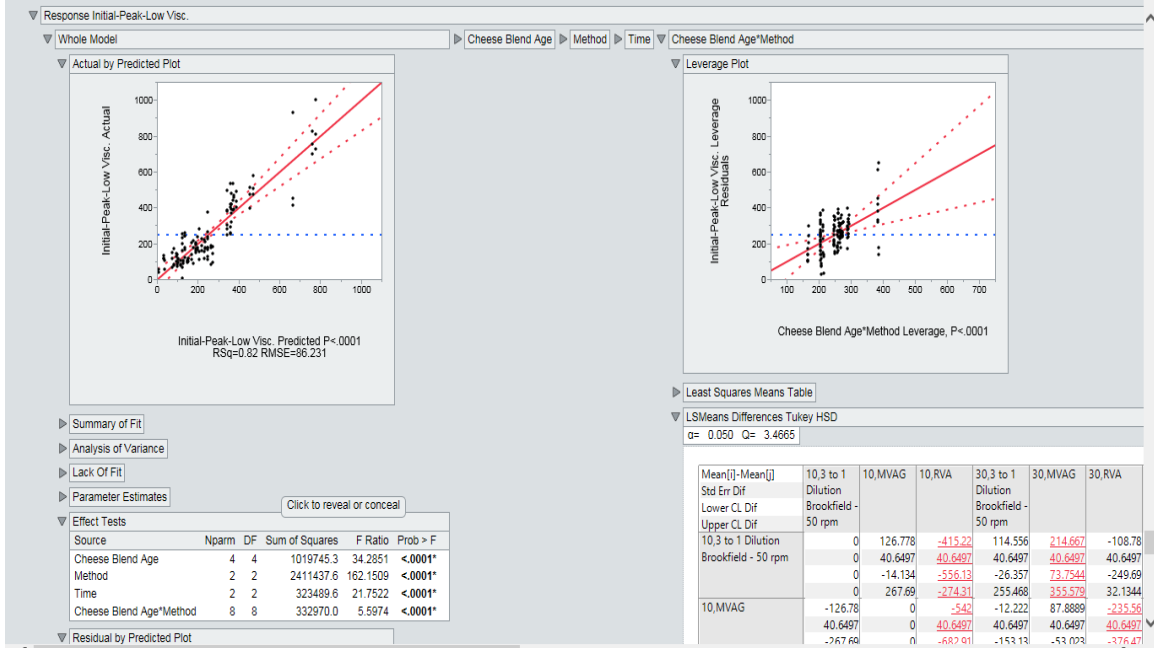 Response Initial-Peak-Low Visc.
Whole Model
Cheese Blend Age
Method
Time
Cheese Blend Age*Method
Actual by Predicted Plot
Initial-Peak-Low Visc. Actual
1000
800
600
400
200
0
0 200 400 600 800 1000
Initial-Peak-Low Visc. Predicted P<.0001
RSq=0.82 RMSE=86.231
Summary of Fit
Analysis of Variance
Lack Of Fit
Parameter Estimates
Click to reveal or conceal
Effect Tests
Source Nparm DF Sum of Squares F Ratio Prob > F
Cheese Blend Age 4 4 1019745.3 34.2851 <.0001*
Method 2 2 2411437.6 162.1509 <.0001*
Time 2 2 323489.6 21.7522 <.0001*
Cheese Blend Age*Method 8 8 332970.0 5.5974 <.0001*
Residual by Predicted Plot
Leverage Plot
Initial-Peak-Low Visc. Leverage
Residuals
1000
800
600
400
200
0
100 200 300 400 500 600 700
Cheese Blend Age*Method Leverage, P<.0001
Least Squares Means Table
LSMeans Differences Tukey HSD
α= 0.050 Q= 3.4665
Mean[i]-Mean[j] 10,3 to 1 10,MVAG 10,RVA 30,3 to 1 30,MVAG 30,RVA
Std Err Dif Dilution Dilution
Lower CL Dif Brookfield - Brookfield -
Upper CL Dif 50 rpm 50 rpm
10,3 to 1 Dilution 0 126.778 -415.22 114.556 214.667 -108.78
Brookfield - 50 rpm 0 40.6497 40.6497 40.6497 40.6497 40.6497
0 -14.134 -556.13 -26.357 73.7544 -249.69
0 267.69 -274.31 255.468 355.579 32.1344
10,MVAG -126.78 0 -542 -12.222 87.8889 -235.56
40.6497 0 40.6497 40.6497 40.6497 40.6497
-267.69 0 -682.91 -153.13 -53.023 -376.47